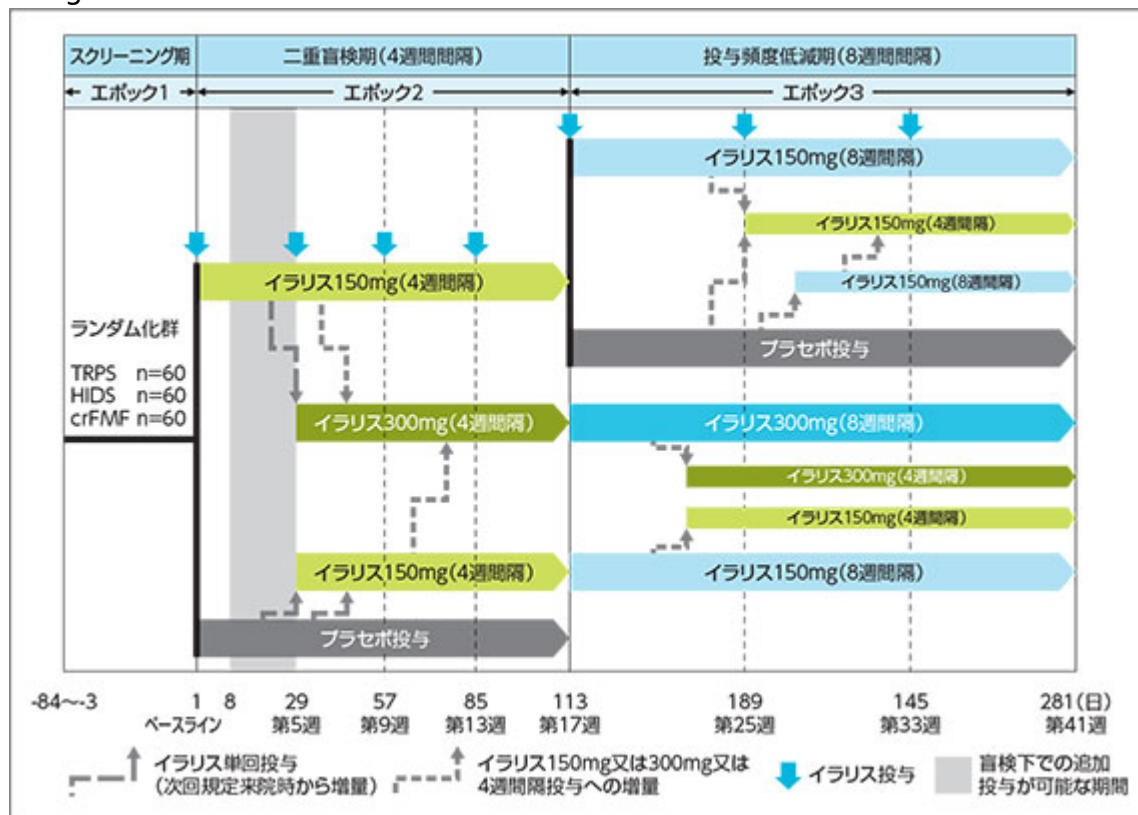 スクリーニング期
二重盲検期(4週間間隔)
投与頻度低減期(8週間間隔)
エポック1
エポック2
エポック3
イラリス150mg(8週間隔)
イラリス150mg(4週間隔)
イラリス150mg(4週間隔)
イラリス150mg(8週間隔)
ランダム化群
TRPS n=60
HIDS n=60
crFMF n=60
プラセボ投与
イラリス300mg(4週間隔)
イラリス300mg(8週間隔)
イラリス300mg(4週間隔)
イラリス150mg(4週間隔)
イラリス150mg(4週間隔)
イラリス150mg(8週間隔)
プラセボ投与
-84~-3 1 8 29 57 85 113 189 145 281(日)
ベースライン 第5週 第9週 第13週 第17週 第25週 第33週 第41週
イラリス単回投与
(次回規定来院時から増量)
イラリス150mg又は300mg又は
4週間隔投与への増量
イラリス投与
盲検下での追加
投与が可能な期間